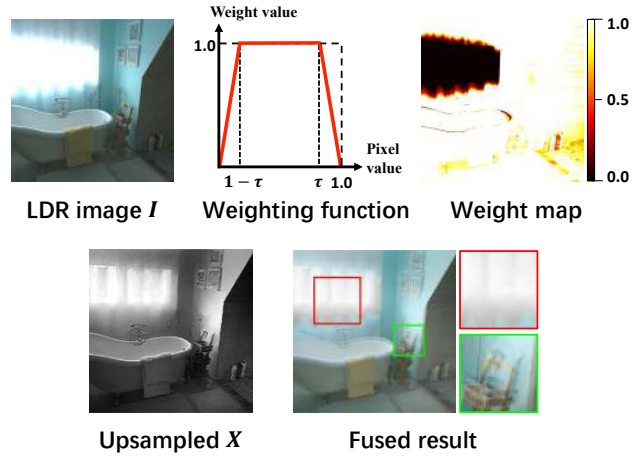 Weight value
1.0
Pixel
value
1 − τ
τ
1.0
1.0
0.5
0.0
LDR image I
Weighting function
Weight map
Upsampled X
Fused result